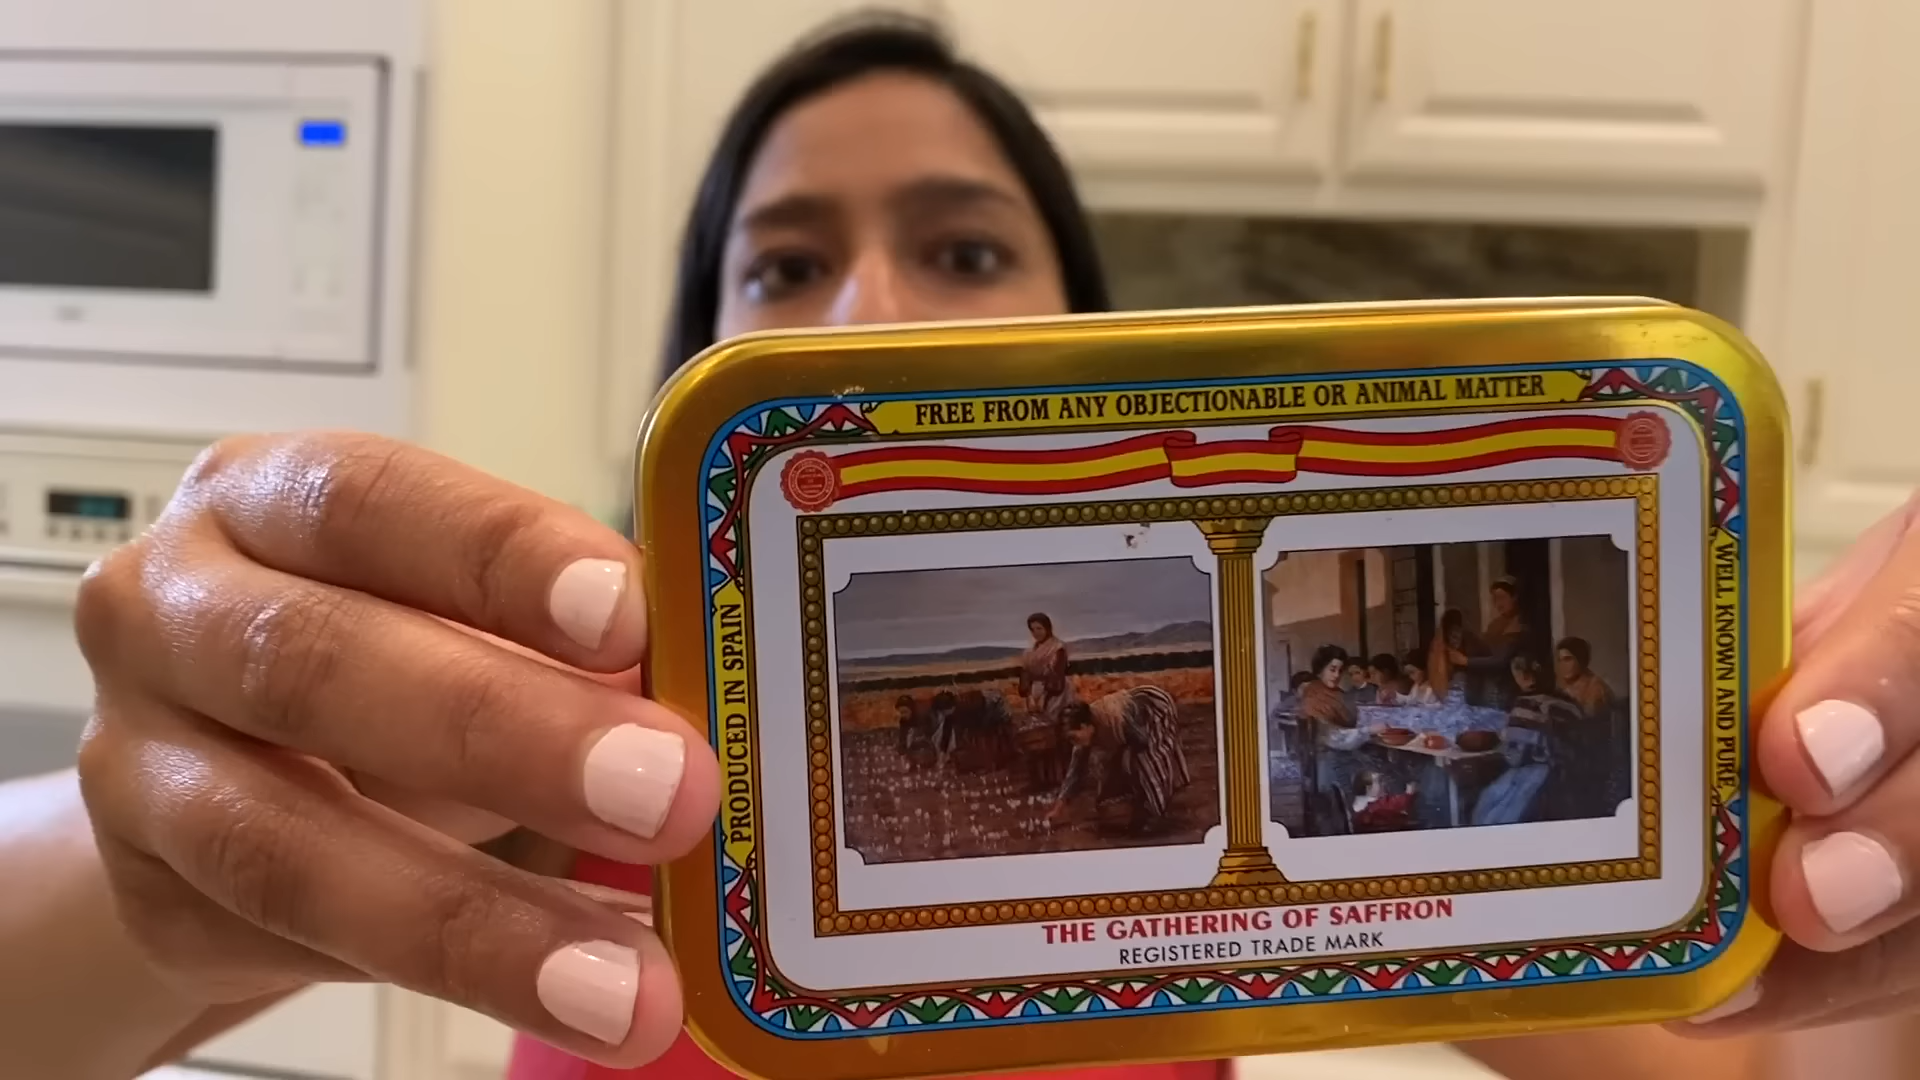 FREE FROM ANY OBJECTIONABLE OR ANIMAL MATTER
PRODUCED IN SPAIN
WELL KNOWN AND PURE
THE GATHERING OF SAFFRON
REGISTERED TRADE MARK